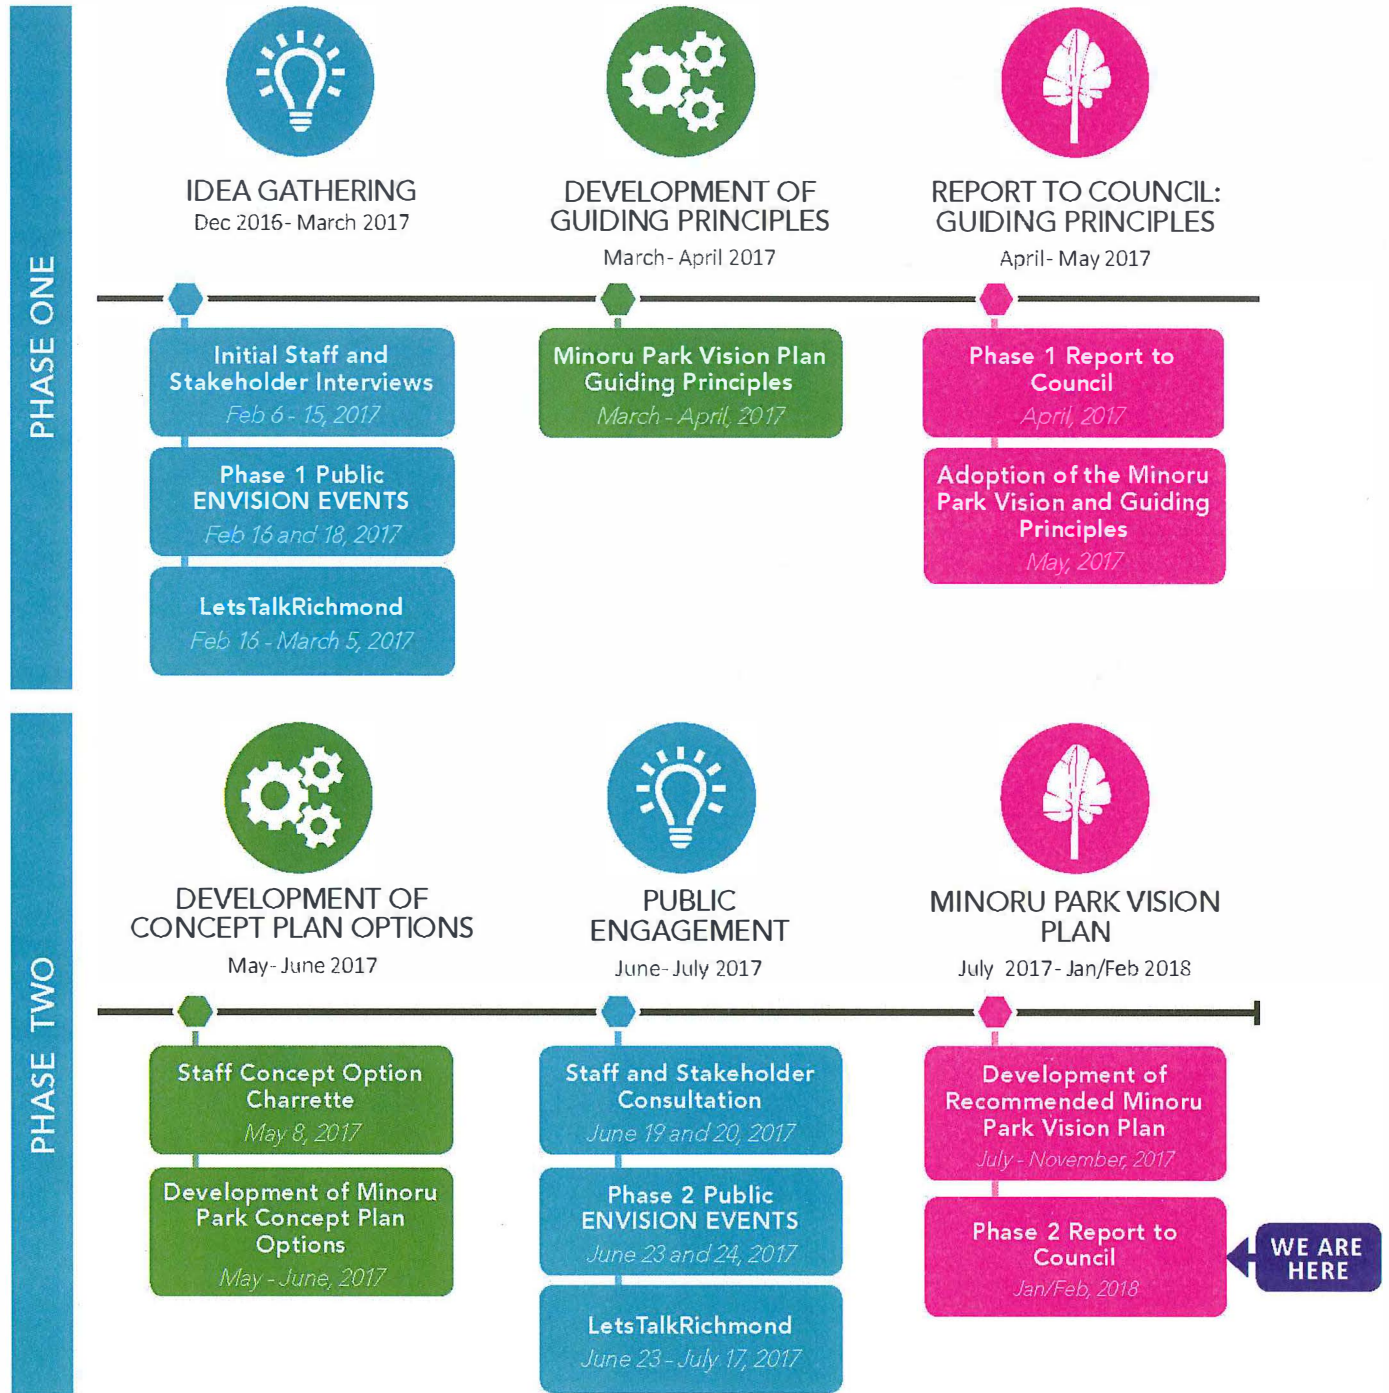 PHASE ONE
IDEA GATHERING
Dec 2016- March 2017
DEVELOPMENT OF
GUIDING PRINCIPLES
March- April 2017
REPORT TO COUNCIL:
GUIDING PRINCIPLES
April- May 2017
Initial Staff and
Stakeholder Interviews
Feb 6 - 15, 2017
Phase 1 Public
ENVISION EVENTS
Feb 16 and 18, 2017
LetsTalkRichmond
Feb 16 - March 5, 2017
Minoru Park Vision Plan
Guiding Principles
March - April, 2017
Phase 1 Report to
Council
April, 2017
Adoption of the Minoru
Park Vision and Guiding
Principles
May, 2017
PHASE TWO
DEVELOPMENT OF
CONCEPT PLAN OPTIONS
May- June 2017
PUBLIC
ENGAGEMENT
June- July 2017
MINORU PARK VISION
PLAN
July 2017- Jan/Feb 2018
Staff Concept Option
Charrette
May 8, 2017
Development of Minoru
Park Concept Plan
Options
May - June, 2017
Staff and Stakeholder
Consultation
June 19 and 20, 2017
Phase 2 Public
ENVISION EVENTS
June 23 and 24, 2017
LetsTalkRichmond
June 23 - July 17, 2017
Development of
Recommended Minoru
Park Vision Plan
July - November, 2017
Phase 2 Report to
Council
Jan/Feb, 2018
WE ARE
HERE